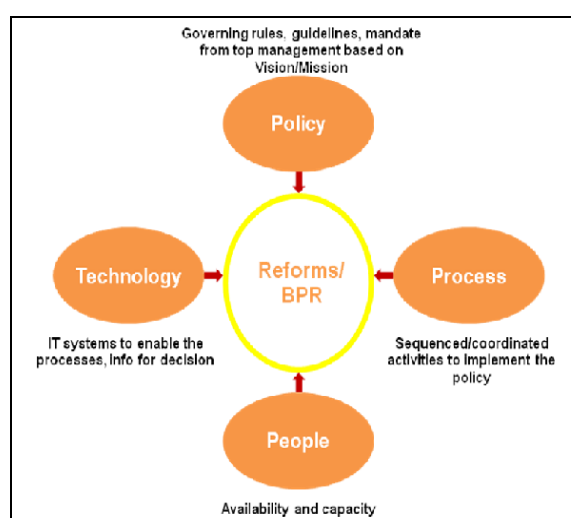 Governing rules, guidelines, mandate
from top management based on
Vision/Mission
Policy
Technology
Reforms/
BPR
Process
IT systems to enable the
processes, info for decision
Sequenced/coordinated
activities to implement the
policy
People
Availability and capacity